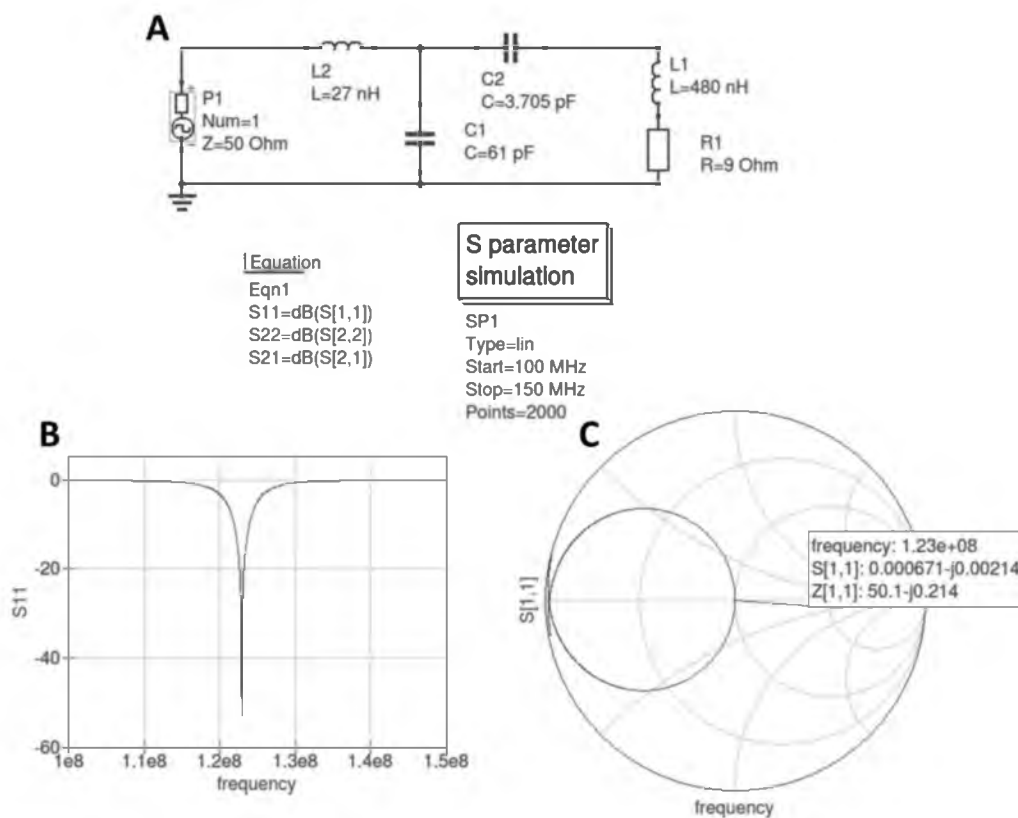 A
L2
L=27 nH
P1
Num=1
Z=50 Ohm
C2
C=3.705 pF
C1
C=61 pF
L1
L=480 nH
R1
R=9 Ohm
Equation
Eqn1
S11=dB(S[1,1])
S22=dB(S[2,2])
S21=dB(S[2,1])
S parameter
simulation
SP1
Type=lin
Start=100 MHz
Stop=150 MHz
Points=2000
B
0
-20
-40
-60
S11
1e8
1.1e8
1.2e8
1.3e8
1.4e8
1.5e8
frequency
C
S[1,1]
frequency: 1.23e+08
S[1,1]: 0.000671-j0.00214
Z[1,1]: 50.1-j0.214
frequency